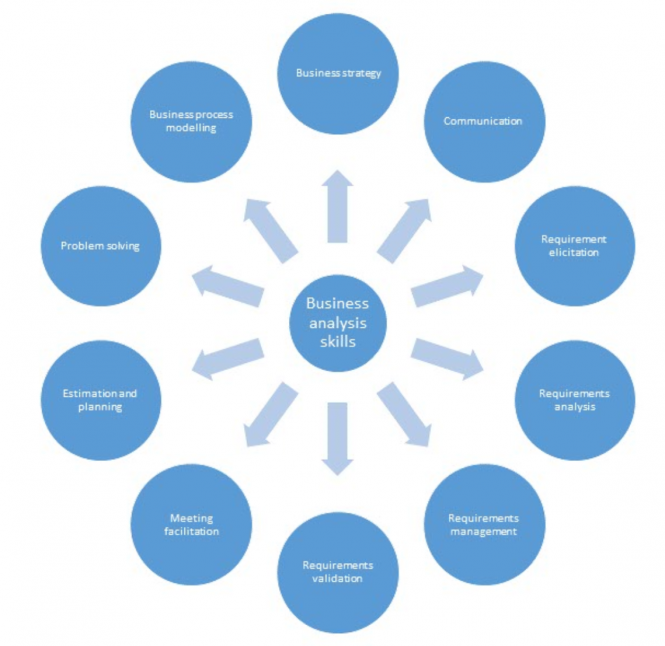 Business strategy
Communication
Requirement
elicitation
Requirements
analysis
Requirements
management
Requirements
validation
Meeting
facilitation
Estimation and
planning
Problem solving
Business process
modelling
Business
analysis
skills